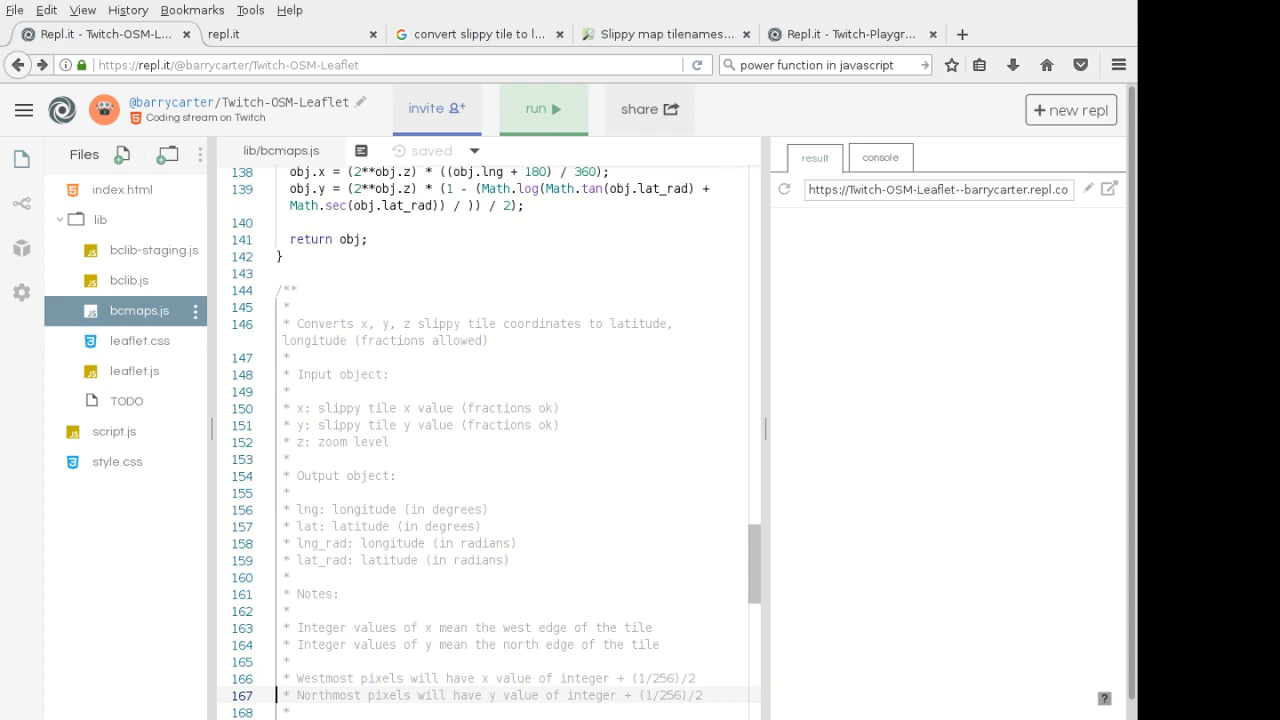 File Edit View History Bookmarks Tools Help
Repl.it - Twitch-OSM-L... × repl.it × convert slippy tile to l... × Slippy map tilenames... × Repl.it - Twitch-Playgr... × +
https://repl.it/@barrycarter/Twitch-OSM-Leaflet
power function in javascript
@barrycarter/Twitch-OSM-Leaflet
Coding stream on Twitch
invite
run
share
+ new repl
Files
index.html
lib
bclib-staging.js
bclib.js
bcmaps.js
leaflet.css
leaflet.js
TODO
script.js
style.css
lib/bcmaps.js
saved
138 obj.x = (2**obj.z) * ((obj.lng + 180) / 360);
139 obj.y = (2**obj.z) * (1 - (Math.log(Math.tan(obj.lat_rad) +
Math.sec(obj.lat_rad)) / )) / 2);
140
141 return obj;
142 }
143
144 /**
145 *
146 * Converts x, y, z slippy tile coordinates to latitude,
longitude (fractions allowed)
147 *
148 * Input object:
149 *
150 * x: slippy tile x value (fractions ok)
151 * y: slippy tile y value (fractions ok)
152 * z: zoom level
153 *
154 * Output object:
155 *
156 * lng: longitude (in degrees)
157 * lat: latitude (in degrees)
158 * lng_rad: longitude (in radians)
159 * lat_rad: latitude (in radians)
160 *
161 * Notes:
162 *
163 * Integer values of x mean the west edge of the tile
164 * Integer values of y mean the north edge of the tile
165 *
166 * Westmost pixels will have x value of integer + (1/256)/2
167 * Northmost pixels will have y value of integer + (1/256)/2
168 *
result
console
https://Twitch-OSM-Leaflet--barrycarter.repl.co
?